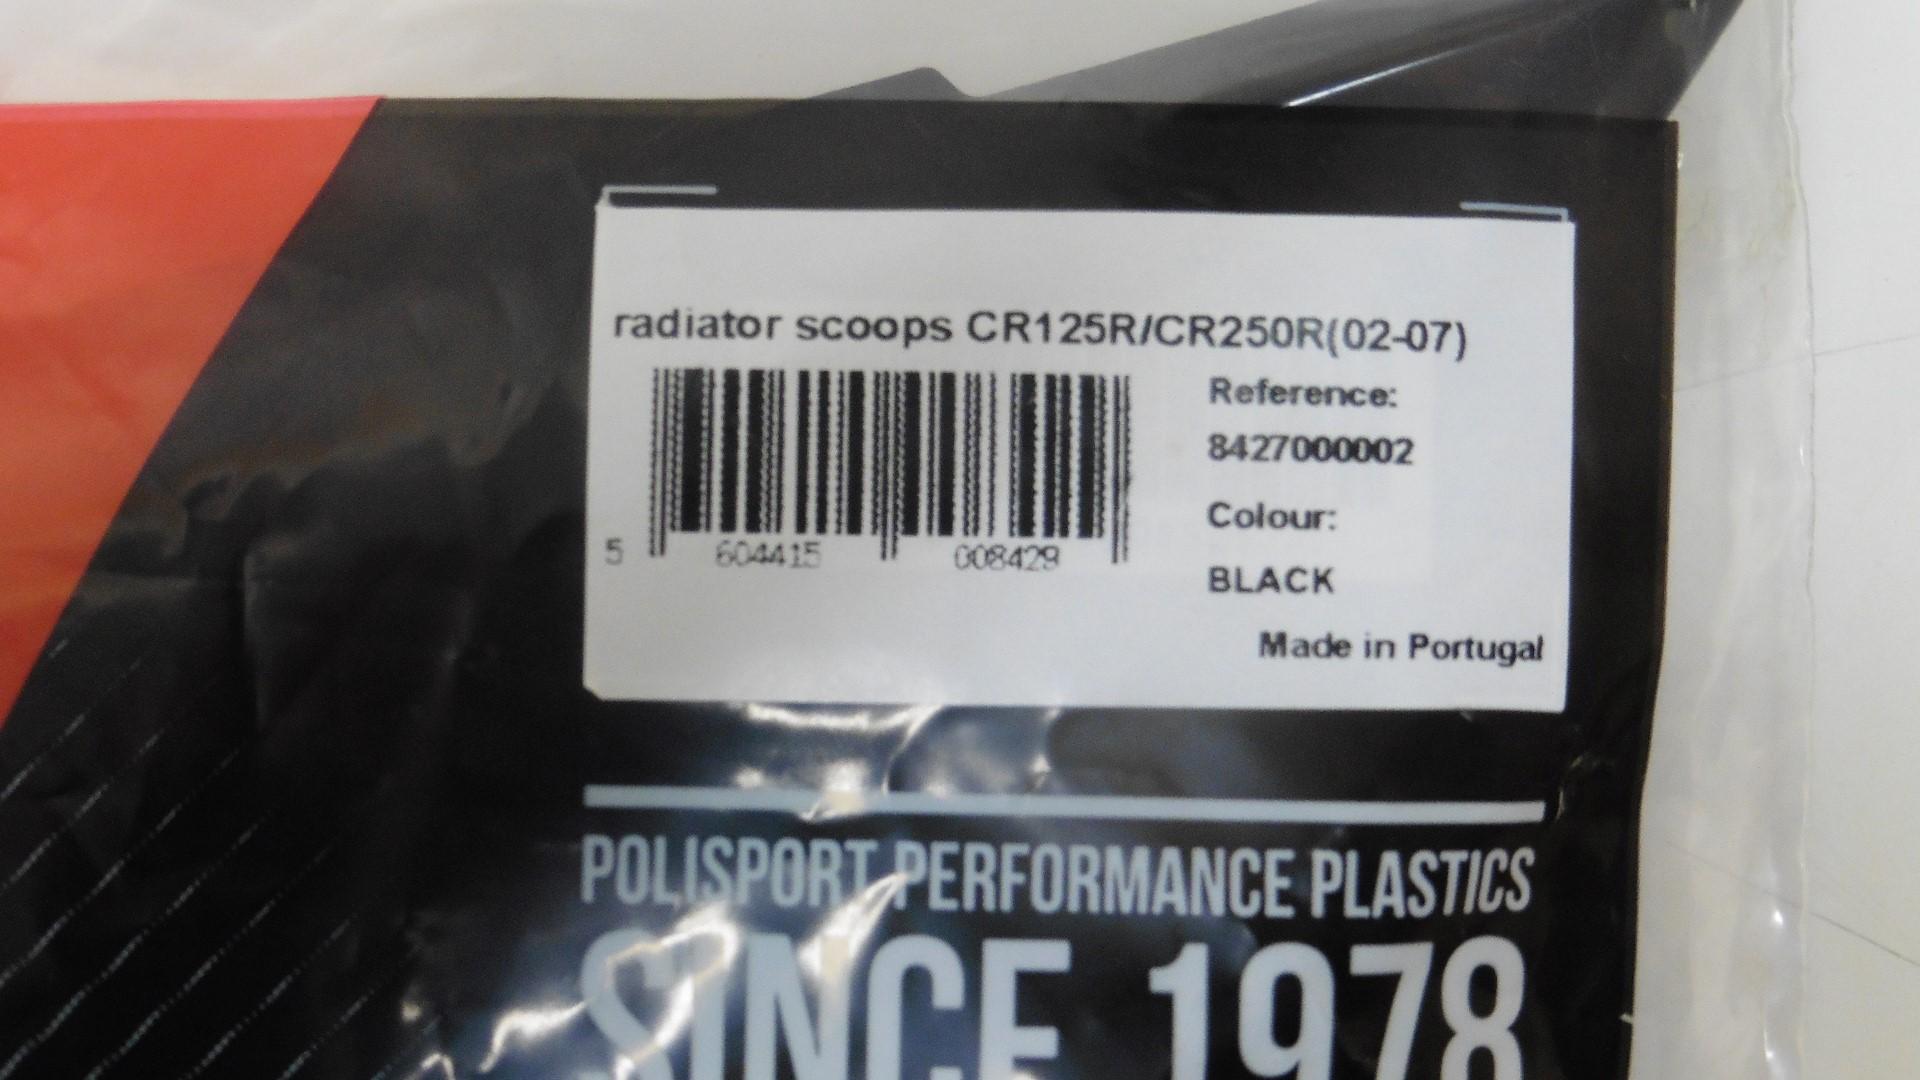 radiator scoops CR125R/CR250R(02-07)
Reference:
8427000002
Colour:
BLACK
Made in Portugal
5 604415 008429
POLISPORT PERFORMANCE PLASTICS
SINCE 1978